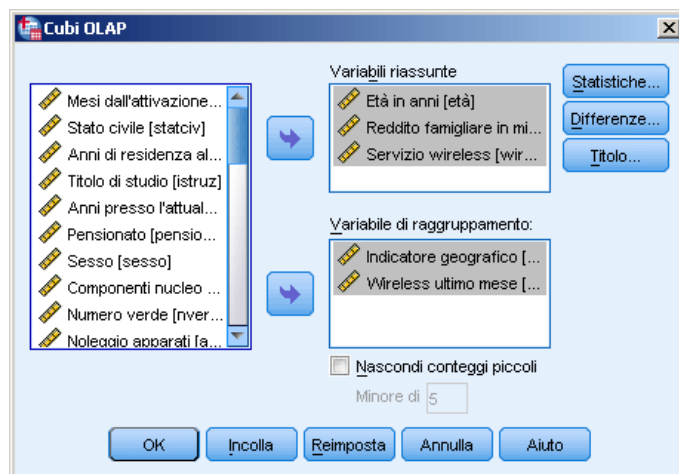 Cubi OLAP
Mesi dall'attivazione...
Stato civile [statciv]
Anni di residenza al...
Titolo di studio [istruz]
Anni presso l'attual...
Pensionato [pensio...
Sesso [sesso]
Componenti nucleo ...
Numero verde [nver...
Noleggio apparati [a...
Variabili riassunte
Età in anni [età]
Reddito famigliare in mi...
Servizio wireless [wir...
Variabile di raggruppamento:
Indicatore geografico [...
Wireless ultimo mese [...
Nascondi conteggi piccoli
Minore di 5
Statistiche...
Differenze...
Titolo...
OK
Incolla
Reimposta
Annulla
Aiuto